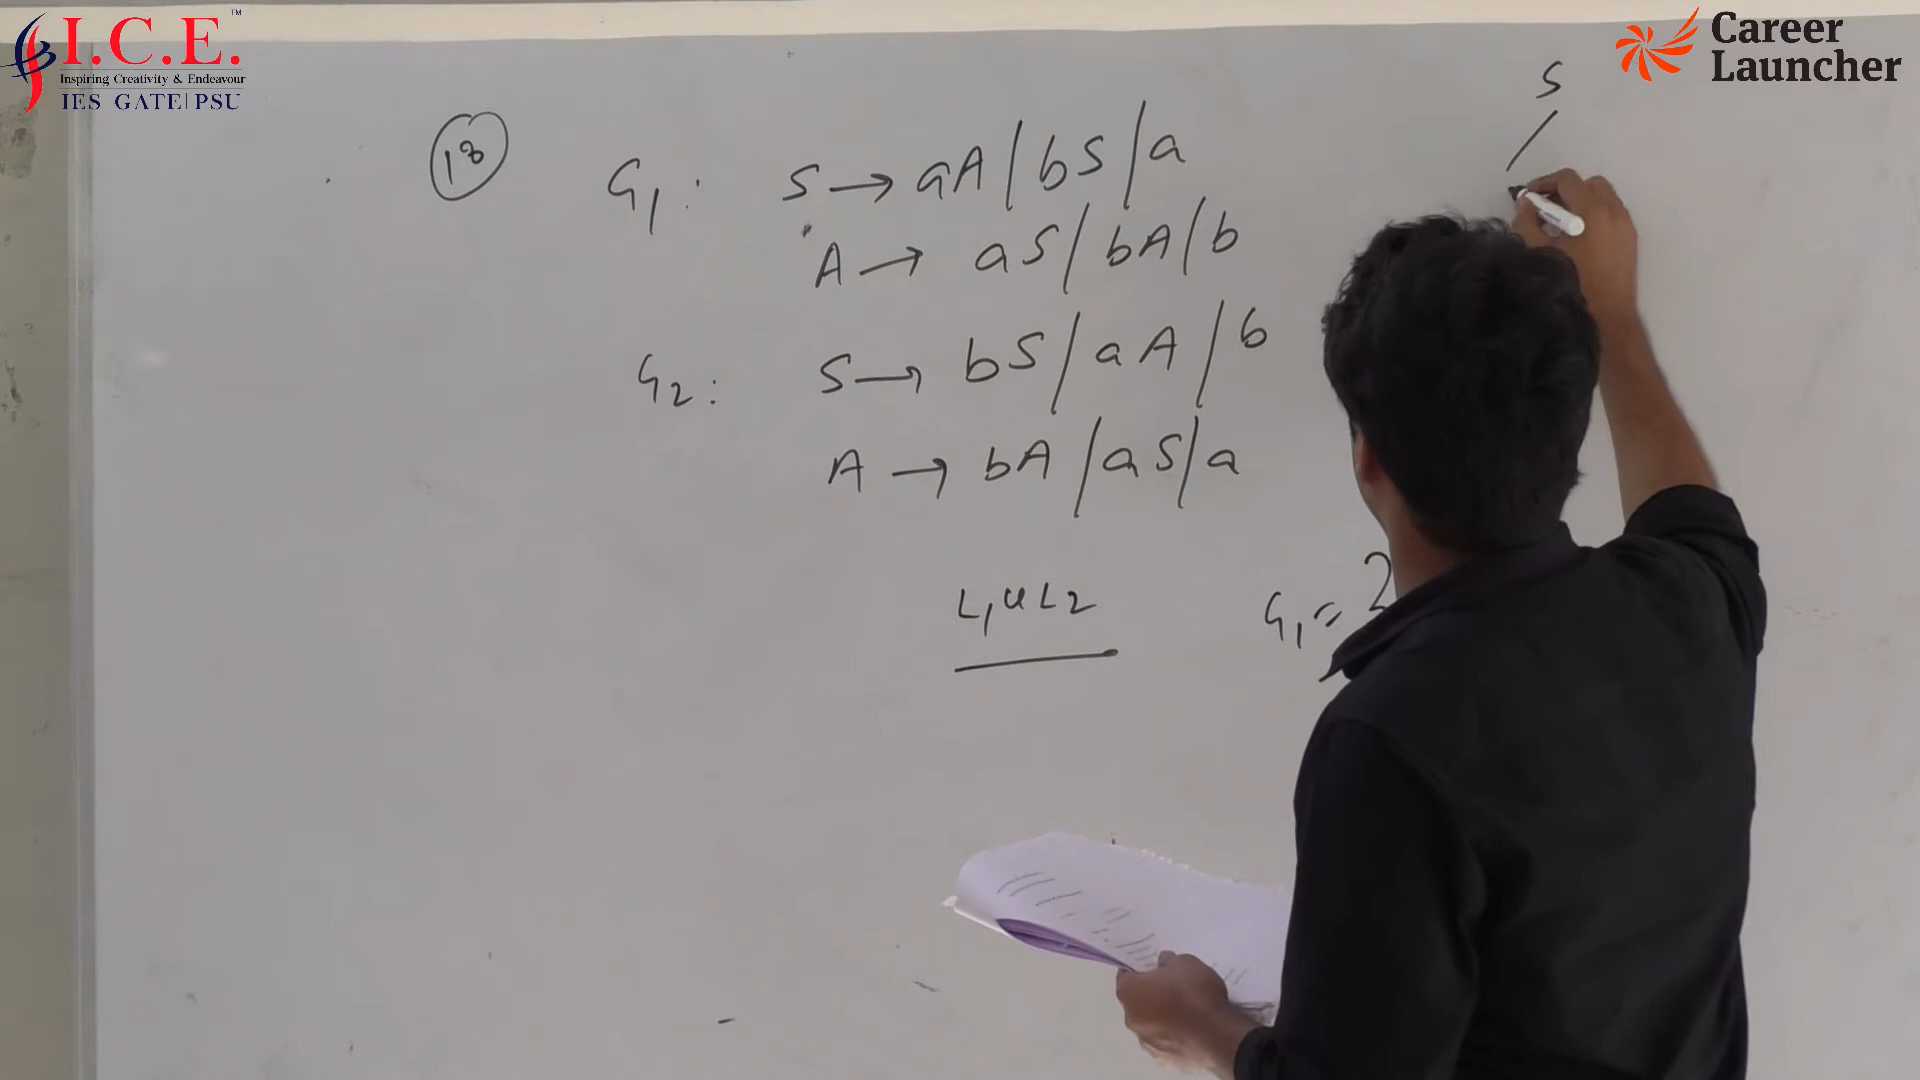 I.C.E.™
Inspiring Creativity & Endeavour
IES GATE|PSU
Career
Launcher
18
G1: S → aA/bS/a
A → aS/bA/b
G2: S → bS/aA/b
A → bA/aS/a
L1 U L2
G1 = 2
S